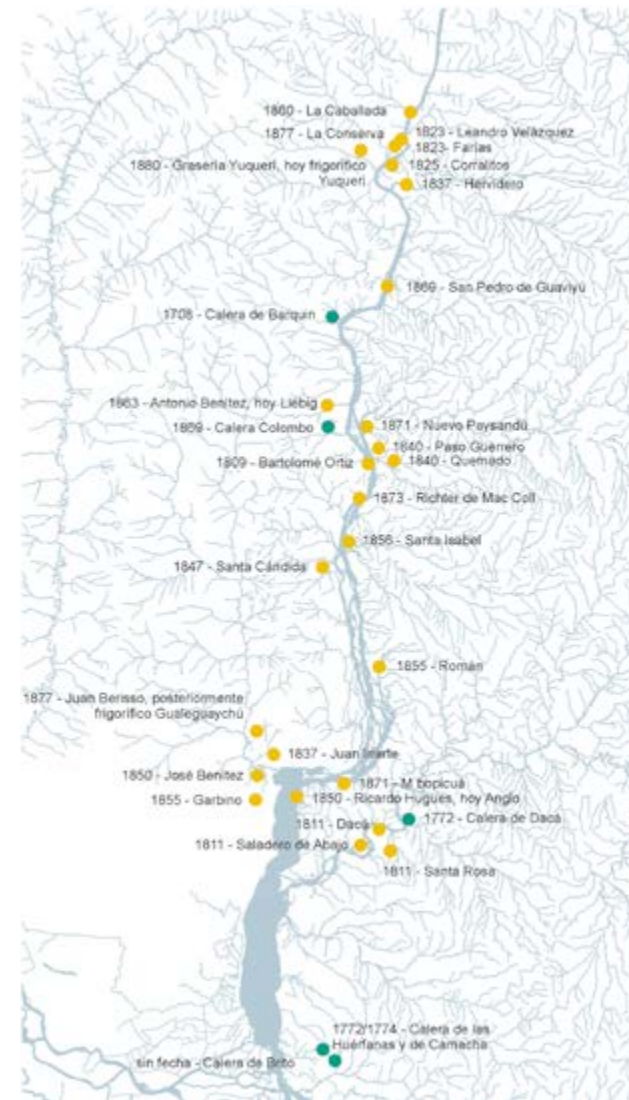 1860 - La Caballada
1877 - La Conserva
1823 - Leandro Velázquez
1823- Farías
1880 - Grasería Yuquerí, hoy frigorífico
Yuquerí
1825 - Corralitos
1837 - Hervidero
1869 - San Pedro de Guaviyú
1708 - Calera de Barquín
1863 - Antonio Benítez, hoy Liebig
1869 - Calera Colombo
1871 - Nuevo Paysandú
1840 - Paso Guerrero
1809 - Bartolomé Ortiz
1840 - Quemado
1873 - Richter de Mac Coll
1856 - Santa Isabel
1847 - Santa Cándida
1855 - Román
1877 - Juan Berisso, posteriormente
frigorífico Gualeguaychú
1837 - Juan Iriarte
1850 - José Benítez
1871 - M'bopicuá
1855 - Garbino
1850 - Ricardo Hugues, hoy Anglo
1811 - Dacá
1772 - Calera de Dacá
1811 - Saladero de Abajo
1811 - Santa Rosa
1772/1774 - Calera de las
Huérfanas y de Camacha
sin fecha - Calera de Brito